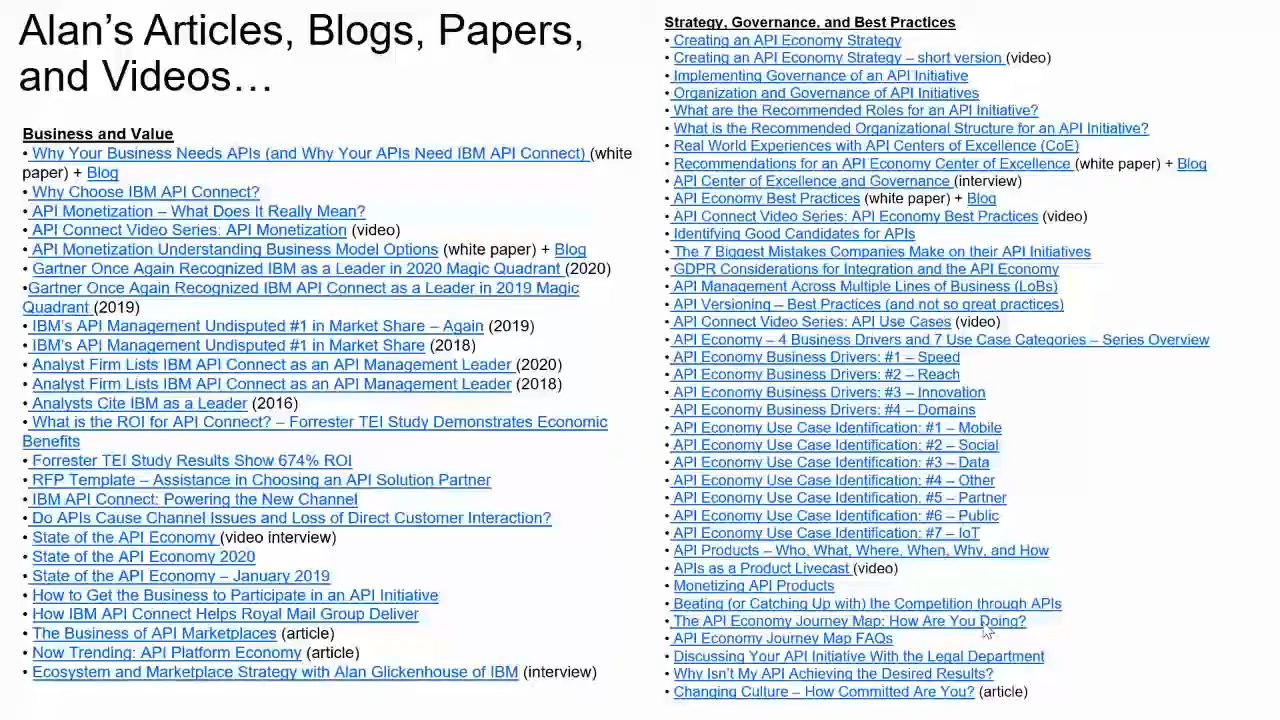 Alan's Articles, Blogs, Papers,
and Videos…
Business and Value
• Why Your Business Needs APIs (and Why Your APIs Need IBM API Connect) (white
paper) + Blog
• Why Choose IBM API Connect?
• API Monetization – What Does It Really Mean?
• API Connect Video Series: API Monetization (video)
• API Monetization Understanding Business Model Options (white paper) + Blog
• Gartner Once Again Recognized IBM as a Leader in 2020 Magic Quadrant (2020)
•Gartner Once Again Recognized IBM API Connect as a Leader in 2019 Magic
Quadrant (2019)
• IBM's API Management Undisputed #1 in Market Share – Again (2019)
• IBM's API Management Undisputed #1 in Market Share (2018)
• Analyst Firm Lists IBM API Connect as an API Management Leader (2020)
• Analyst Firm Lists IBM API Connect as an API Management Leader (2018)
• Analysts Cite IBM as a Leader (2016)
• What is the ROI for API Connect? – Forrester TEI Study Demonstrates Economic
Benefits
• Forrester TEI Study Results Show 674% ROI
• RFP Template – Assistance in Choosing an API Solution Partner
• IBM API Connect: Powering the New Channel
• Do APIs Cause Channel Issues and Loss of Direct Customer Interaction?
• State of the API Economy (video interview)
• State of the API Economy 2020
• State of the API Economy – January 2019
• How to Get the Business to Participate in an API Initiative
• How IBM API Connect Helps Royal Mail Group Deliver
• The Business of API Marketplaces (article)
• Now Trending: API Platform Economy (article)
• Ecosystem and Marketplace Strategy with Alan Glickenhouse of IBM (interview)
Strategy, Governance, and Best Practices
• Creating an API Economy Strategy
• Creating an API Economy Strategy – short version (video)
• Implementing Governance of an API Initiative
• Organization and Governance of API Initiatives
• What are the Recommended Roles for an API Initiative?
• What is the Recommended Organizational Structure for an API Initiative?
• Real World Experiences with API Centers of Excellence (CoE)
• Recommendations for an API Economy Center of Excellence (white paper) + Blog
• API Center of Excellence and Governance (interview)
• API Economy Best Practices (white paper) + Blog
• API Connect Video Series: API Economy Best Practices (video)
• Identifying Good Candidates for APIs
• The 7 Biggest Mistakes Companies Make on their API Initiatives
• GDPR Considerations for Integration and the API Economy
• API Management Across Multiple Lines of Business (LoBs)
• API Versioning – Best Practices (and not so great practices)
• API Connect Video Series: API Use Cases (video)
• API Economy – 4 Business Drivers and 7 Use Case Categories – Series Overview
• API Economy Business Drivers: #1 – Speed
• API Economy Business Drivers: #2 – Reach
• API Economy Business Drivers: #3 – Innovation
• API Economy Business Drivers: #4 – Domains
• API Economy Use Case Identification: #1 – Mobile
• API Economy Use Case Identification: #2 – Social
• API Economy Use Case Identification: #3 – Data
• API Economy Use Case Identification: #4 – Other
• API Economy Use Case Identification: #5 – Partner
• API Economy Use Case Identification: #6 – Public
• API Economy Use Case Identification: #7 – IoT
• API Products – Who, What, Where, When, Why, and How
• APIs as a Product Livecast (video)
• Monetizing API Products
• Beating (or Catching Up with) the Competition through APIs
• The API Economy Journey Map: How Are You Doing?
• API Economy Journey Map FAQs
• Discussing Your API Initiative With the Legal Department
• Why Isn't My API Achieving the Desired Results?
• Changing Culture – How Committed Are You? (article)